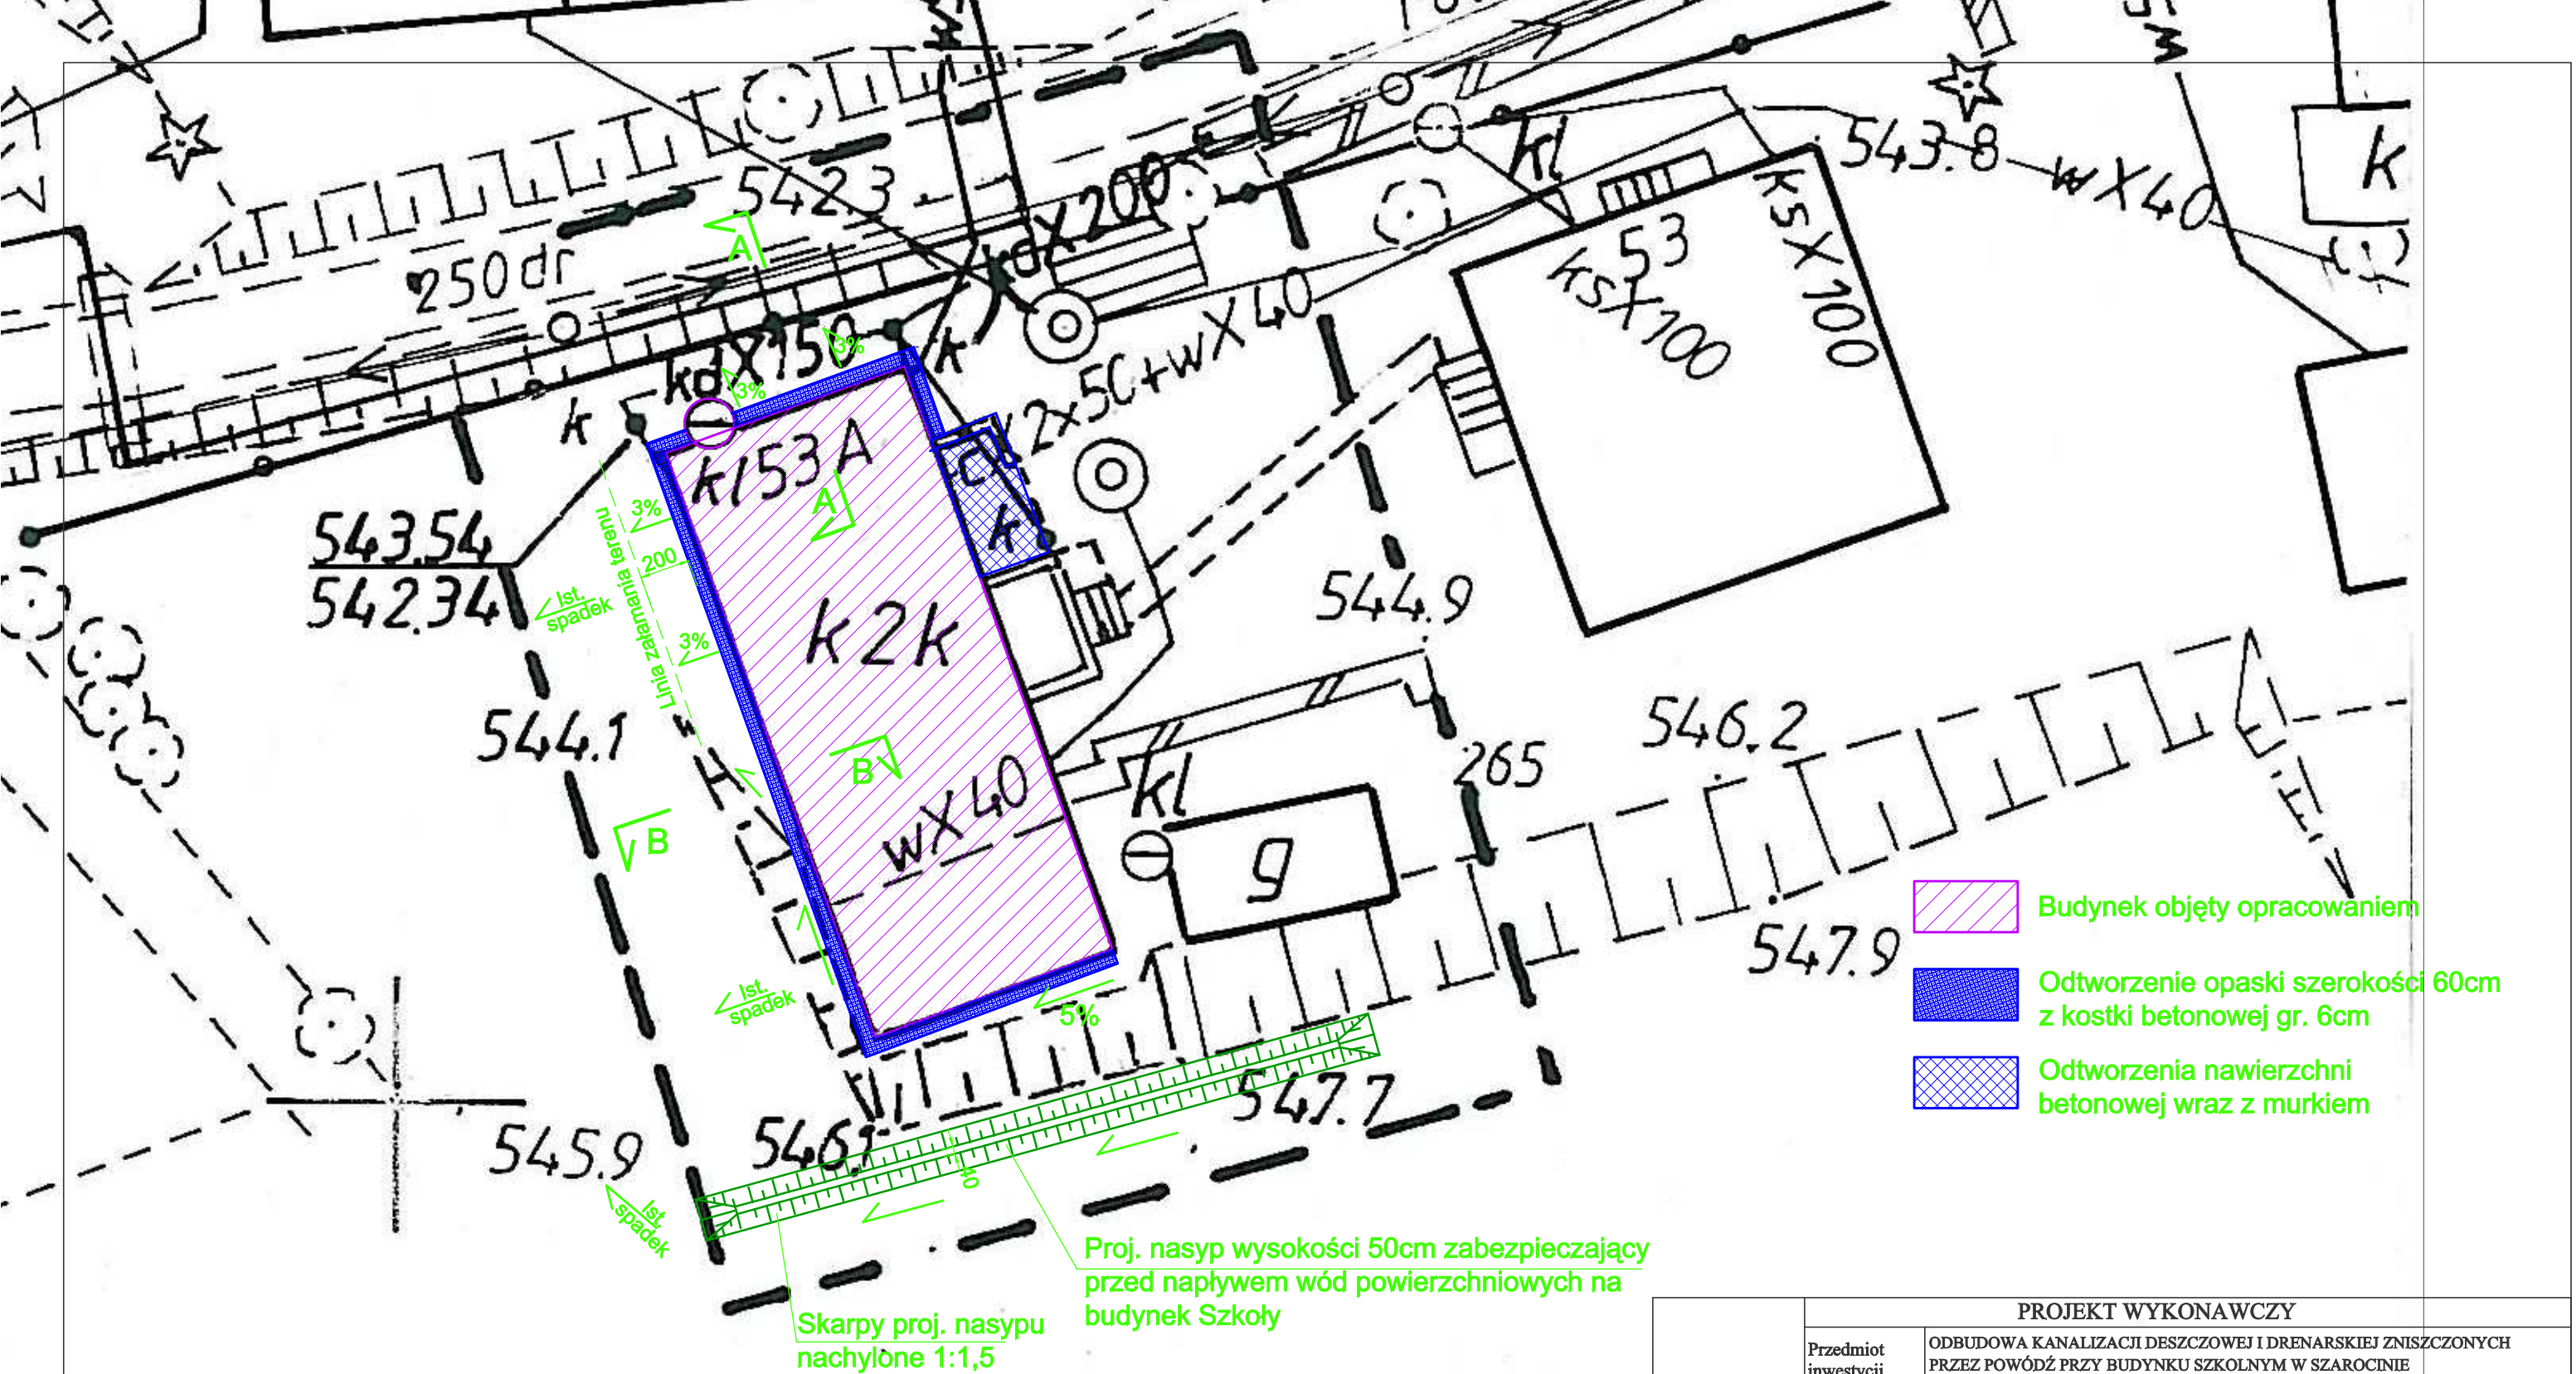 543.8
wX40
k
kl
542.3
kdX200
A
250dr
53
ksX100
ksX100
kdX150
3%
3%
k
k
2x50+wX40
kl53A
A
c
k
543.54
542.34
3%
200
3%
Linia załamania terenu
Ist.
spadek
k2k
544.9
544.1
546.2
265
B
B
wX40
kl
g
547.9
Ist.
spadek
5%
547.7
545.9
546.1
40
Ist.
spadek
Budynek objęty opracowaniem
Odtworzenie opaski szerokości 60cm
z kostki betonowej gr. 6cm
Odtworzenia nawierzchni
betonowej wraz z murkiem
Proj. nasyp wysokości 50cm zabezpieczający
przed napływem wód powierzchniowych na
budynek Szkoły
Skarpy proj. nasypu
nachylone 1:1,5
PROJEKT WYKONAWCZY
Przedmiot
inwestycji
ODBUDOWA KANALIZACJI DESZCZOWEJ I DRENARSKIEJ ZNISZCZONYCH
PRZEZ POWÓDŹ PRZY BUDYNKU SZKOLNYM W SZAROCINIE